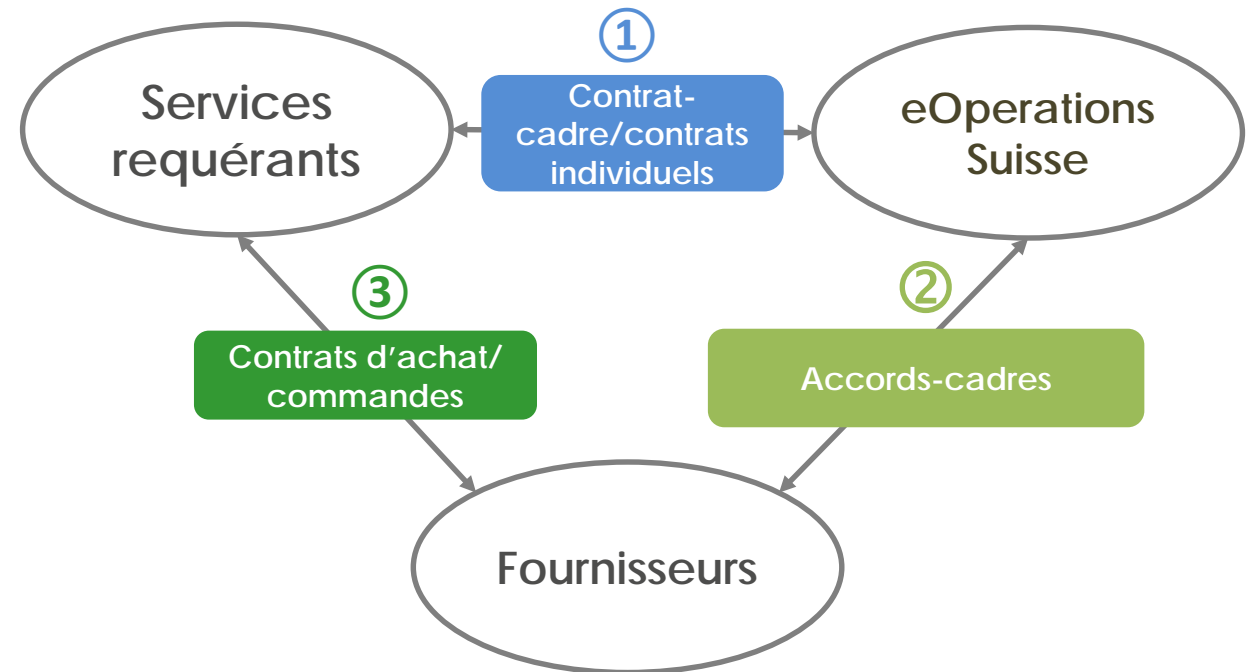 ①
Services
requérants
Contrat-
cadre/contrats
individuels
eOperations
Suisse
③
Contrats d’achat/
commandes
②
Accords-cadres
Fournisseurs